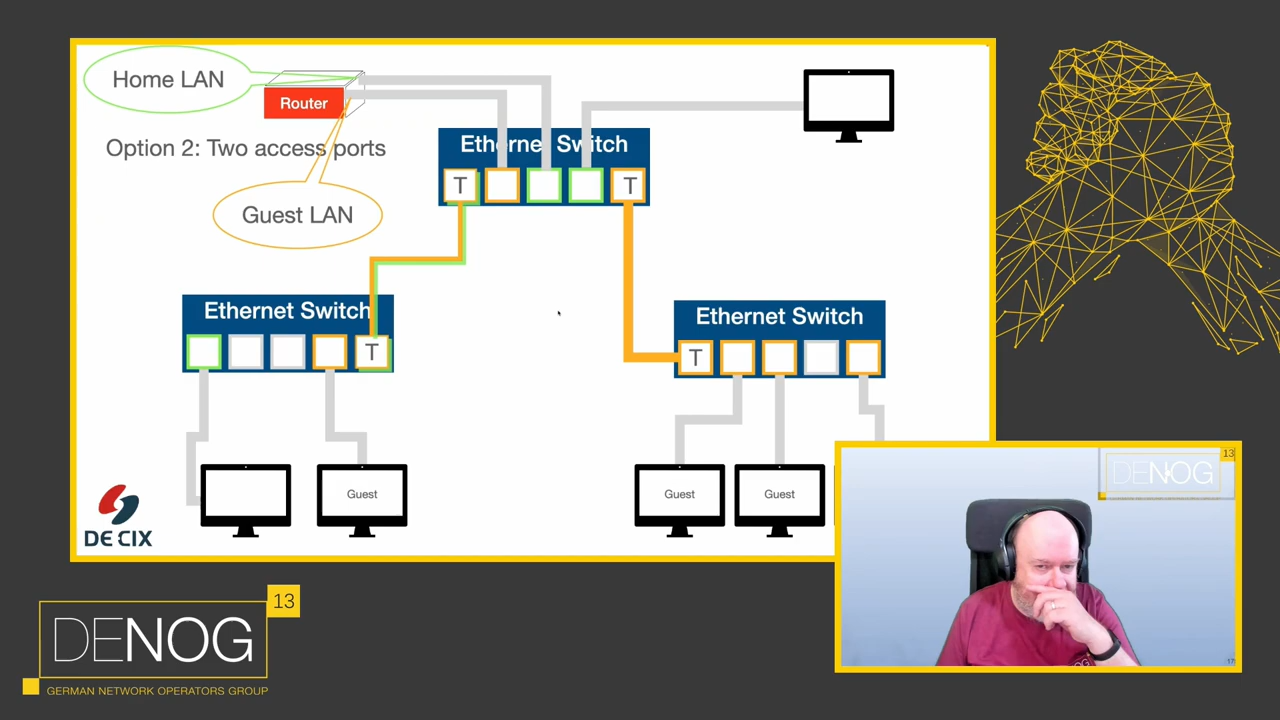 Home LAN
Router
Option 2: Two access ports
Guest LAN
Ethernet Switch
T
T
Ethernet Switch
T
Ethernet Switch
T
Guest
Guest
Guest
DE CIX
DENOG
13
13
DENOG
GERMAN NETWORK OPERATORS GROUP